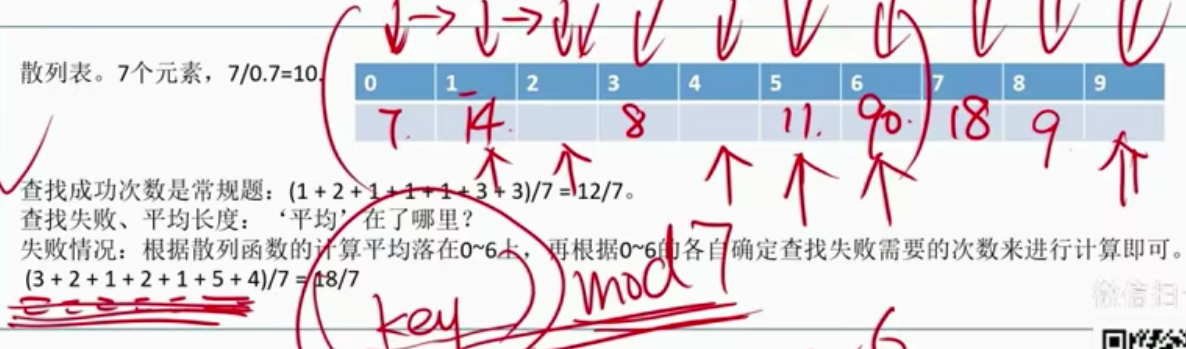 散列表。7个元素，7/0.7=10.
0 1 2 3 4 5 6 7 8 9
7. 14. 8 11. 90. 18 9
查找成功次数是常规题：(1 + 2 + 1 + 1 + 1 + 3 + 3)/7 = 12/7。
查找失败、平均长度：‘平均’在了哪里？
失败情况：根据散列函数的计算平均落在0~6上，再根据0~6的各自确定查找失败需要的次数来进行计算即可。
(3 + 2 + 1 + 2 + 1 + 5 + 4)/7 = 18/7
key mod 7
微信扫